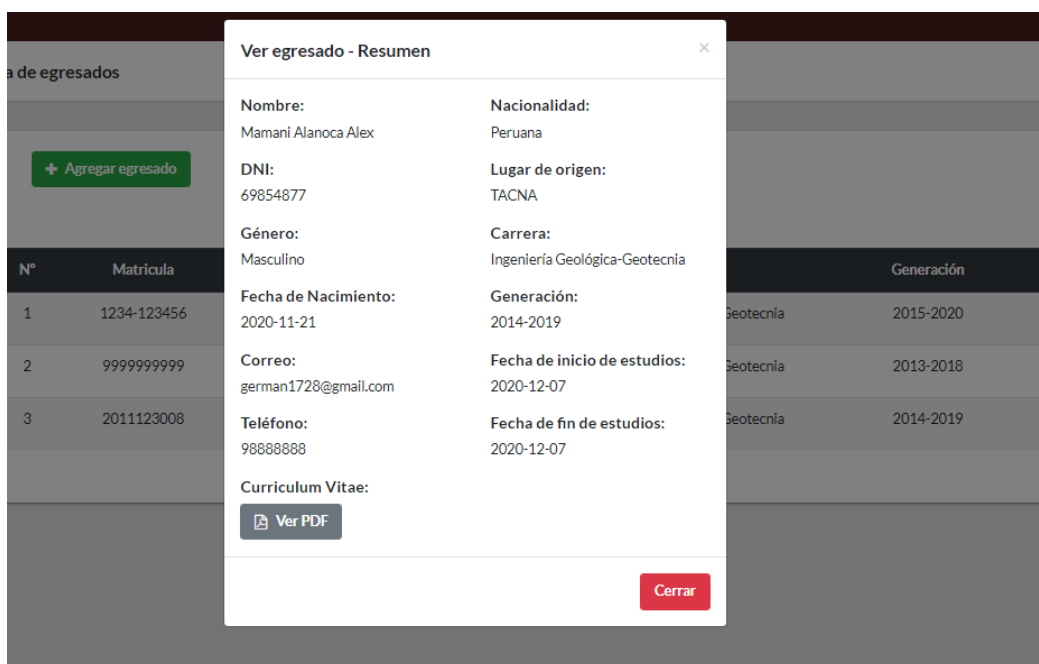 Ver egresado - Resumen
×
a de egresados
Nombre:
Mamani Alanoca Alex
Nacionalidad:
Peruana
Agregar egresado
DNI:
69854877
Lugar de origen:
TACNA
Género:
Masculino
Carrera:
Ingeniería Geológica-Geotecnia
Fecha de Nacimiento:
2020-11-21
Generación:
2014-2019
Correo:
german1728@gmail.com
Fecha de inicio de estudios:
2020-12-07
Teléfono:
98888888
Fecha de fin de estudios:
2020-12-07
Curriculum Vitae:
Ver PDF
Cerrar
N° Matricula Generación
1 1234-123456 Geotecnia 2015-2020
2 9999999999 Geotecnia 2013-2018
3 2011123008 Geotecnia 2014-2019